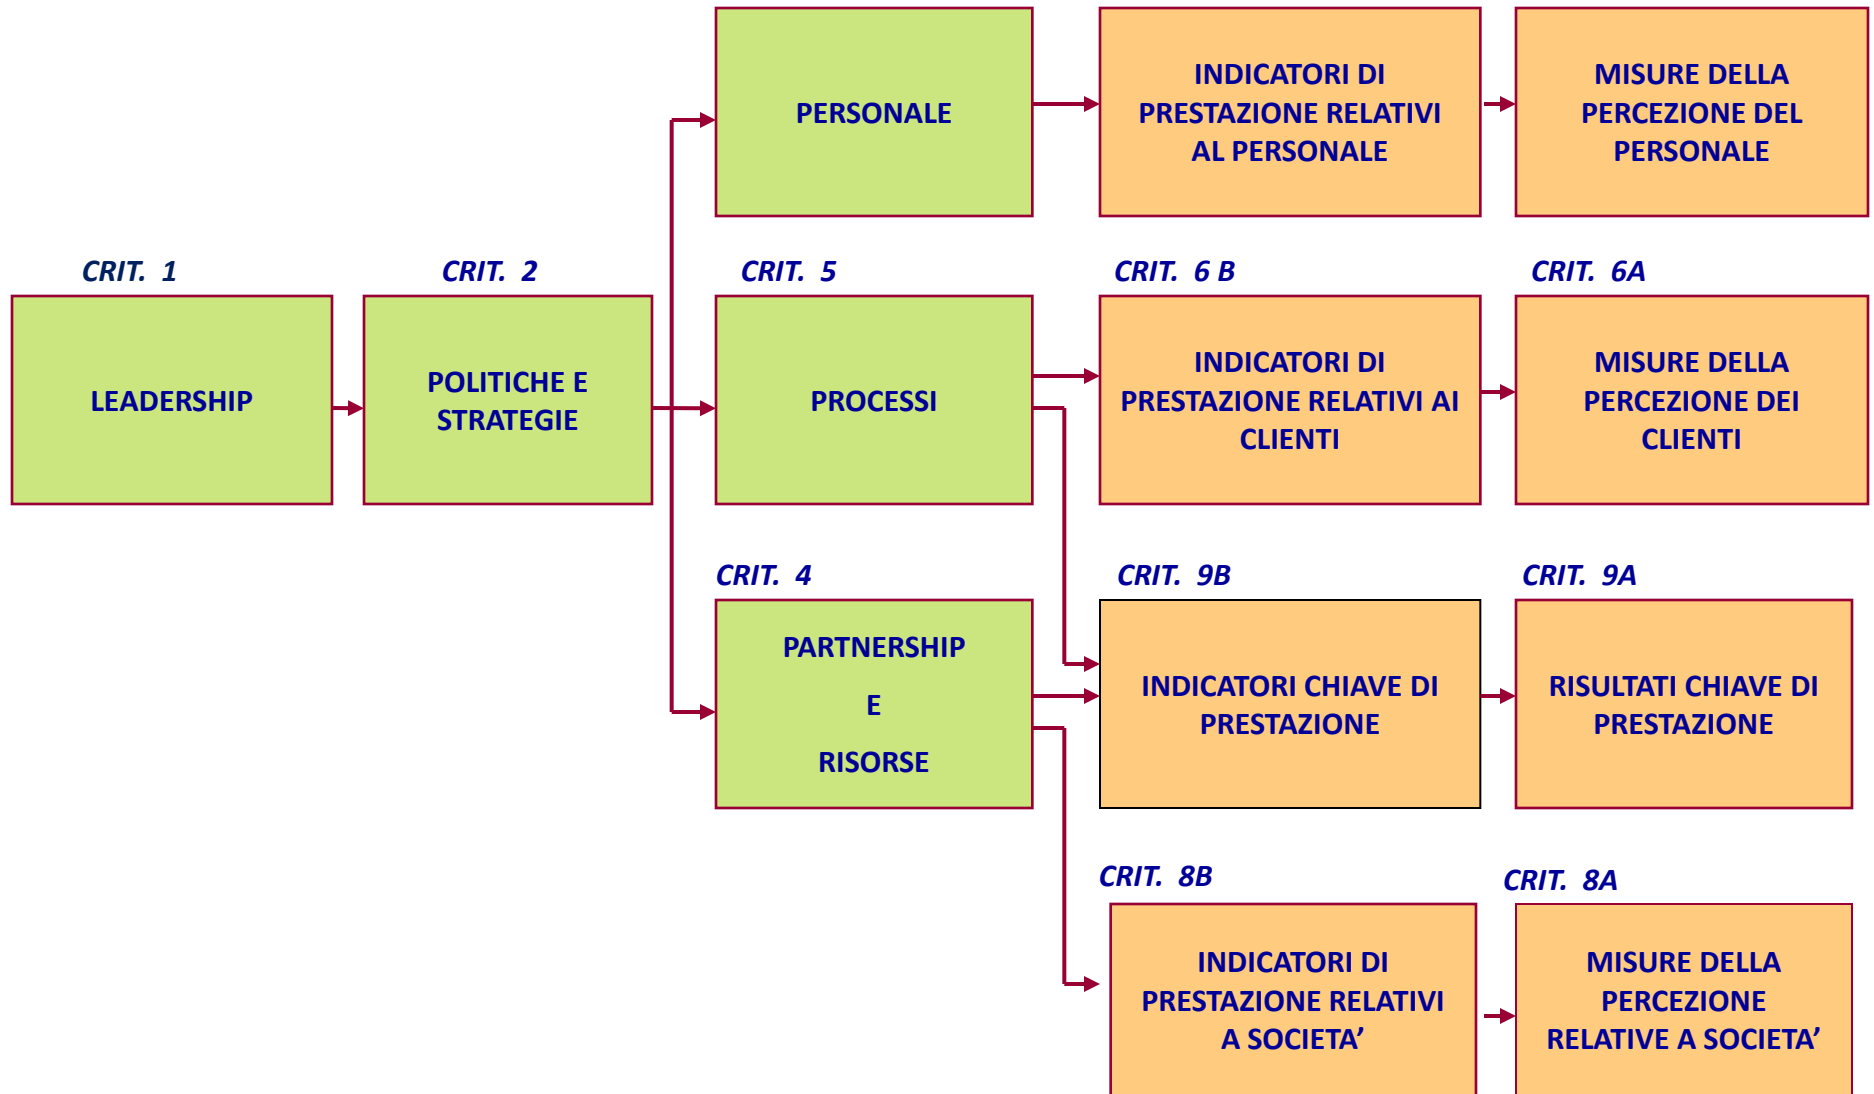 PERSONALE
INDICATORI DI
PRESTAZIONE RELATIVI
AL PERSONALE
MISURE DELLA
PERCEZIONE DEL
PERSONALE
CRIT. 1
CRIT. 2
CRIT. 5
CRIT. 6 B
CRIT. 6A
LEADERSHIP
POLITICHE E
STRATEGIE
PROCESSI
INDICATORI DI
PRESTAZIONE RELATIVI AI
CLIENTI
MISURE DELLA
PERCEZIONE DEI
CLIENTI
CRIT. 4
CRIT. 9B
CRIT. 9A
PARTNERSHIP
E
RISORSE
INDICATORI CHIAVE DI
PRESTAZIONE
RISULTATI CHIAVE DI
PRESTAZIONE
CRIT. 8B
CRIT. 8A
INDICATORI DI
PRESTAZIONE RELATIVI
A SOCIETA’
MISURE DELLA
PERCEZIONE
RELATIVE A SOCIETA’